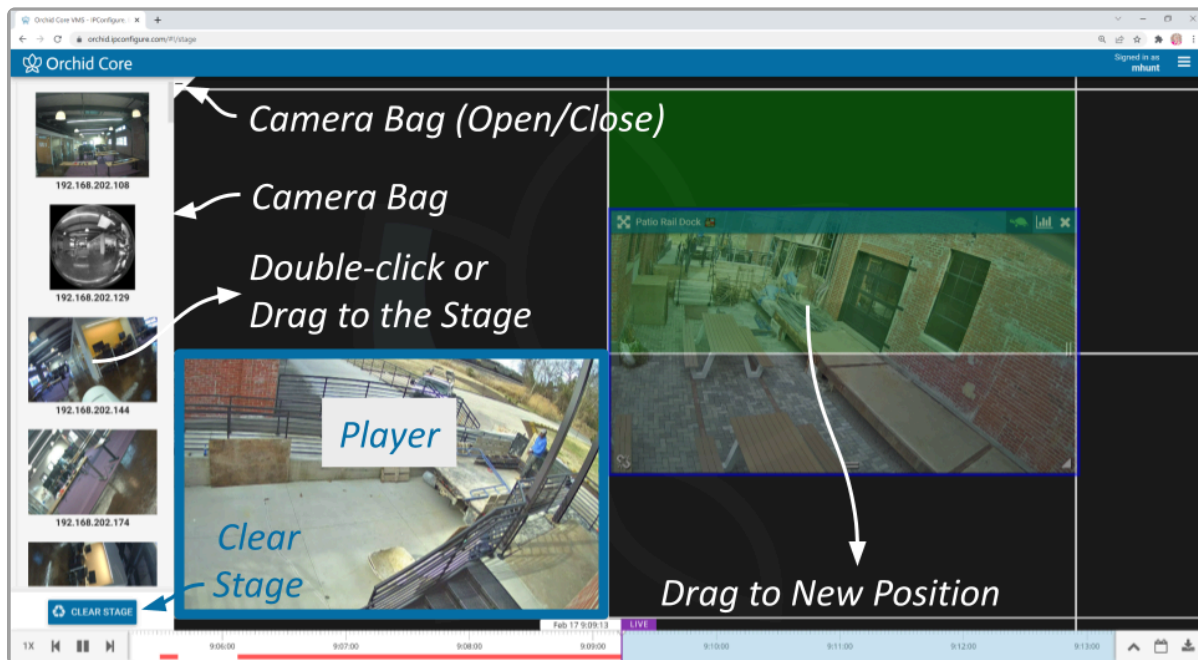 Orchid Core VMS - IPConfigure,
orchid.ipconfigure.com/#!/stage
Orchid Core
Signed in as
mhunt
Camera Bag (Open/Close)
192.168.202.108
Camera Bag
Patio Rail Dock
192.168.202.129
Double-click or
Drag to the Stage
192.168.202.144
Player
192.168.202.174
Clear
Stage
Drag to New Position
CLEAR STAGE
Feb 17 9:09:13
LIVE
1X
9:06:00
9:07:00
9:08:00
9:09:00
9:10:00
9:11:00
9:12:00
9:13:00